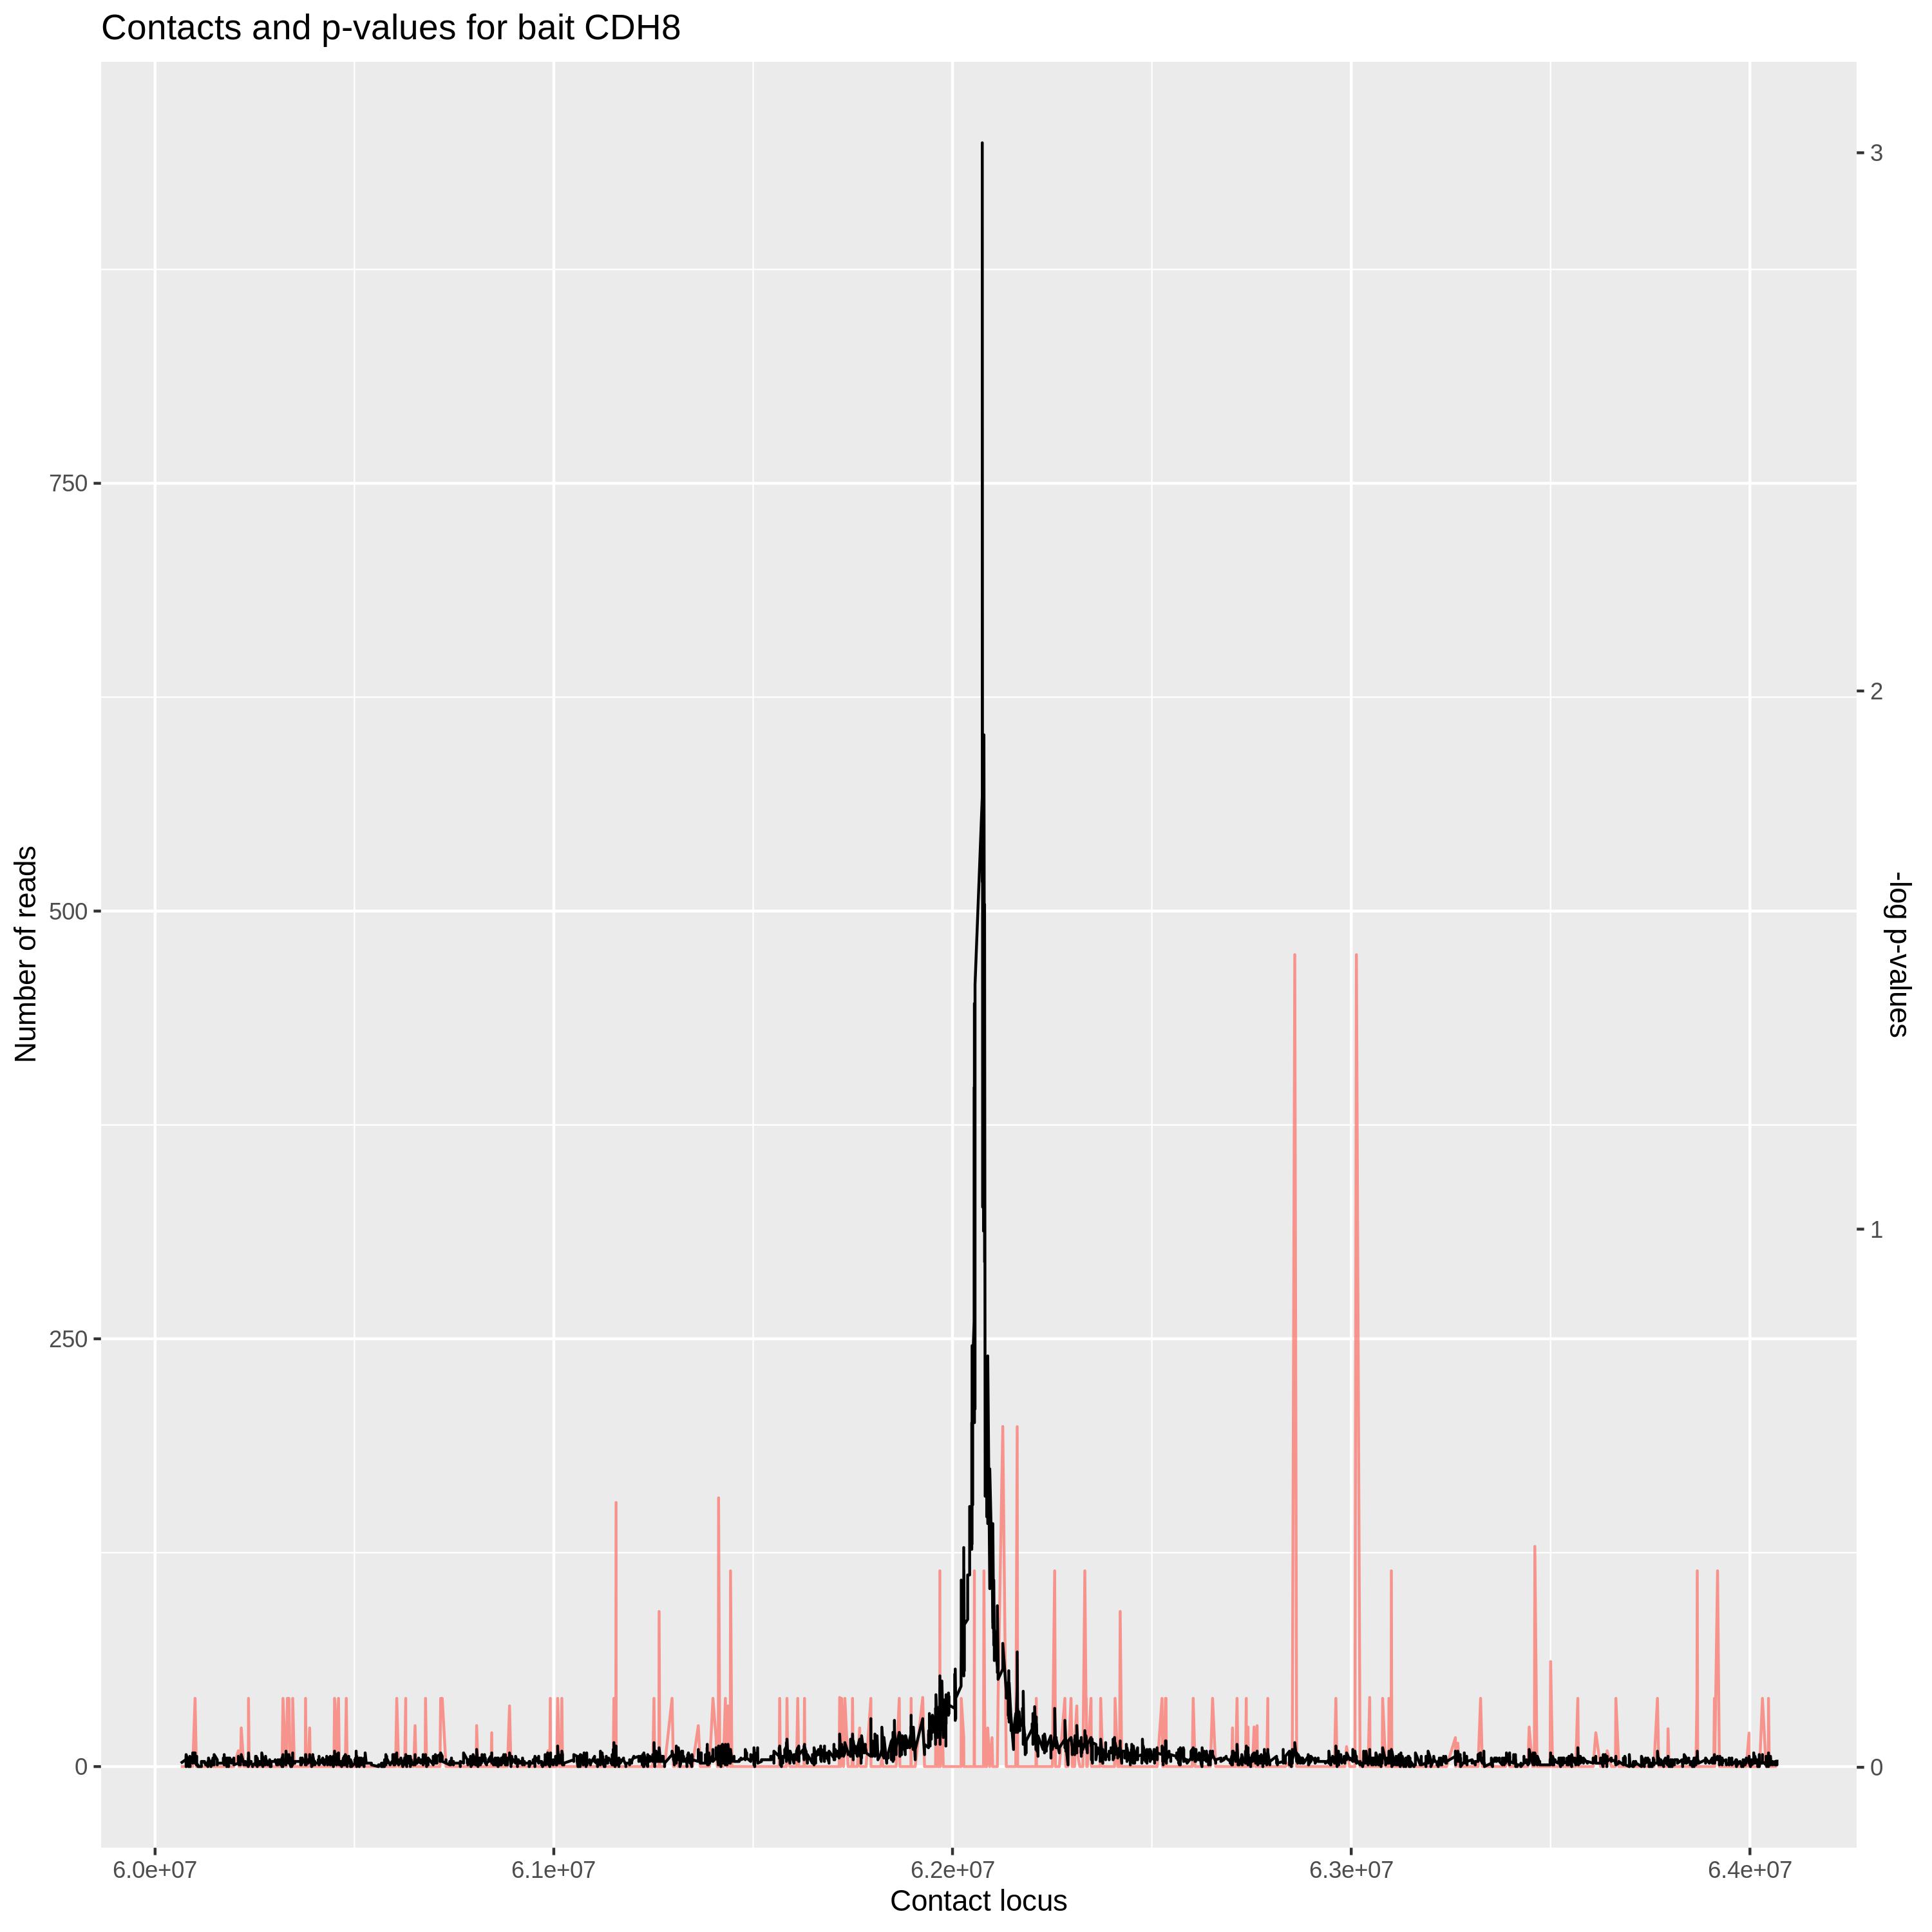 Contacts and p-values for bait CDH8
Number of reads
750
500
250
0
3
2
1
0
-log p-values
6.0e+07 6.1e+07 6.2e+07 6.3e+07 6.4e+07
Contact locus